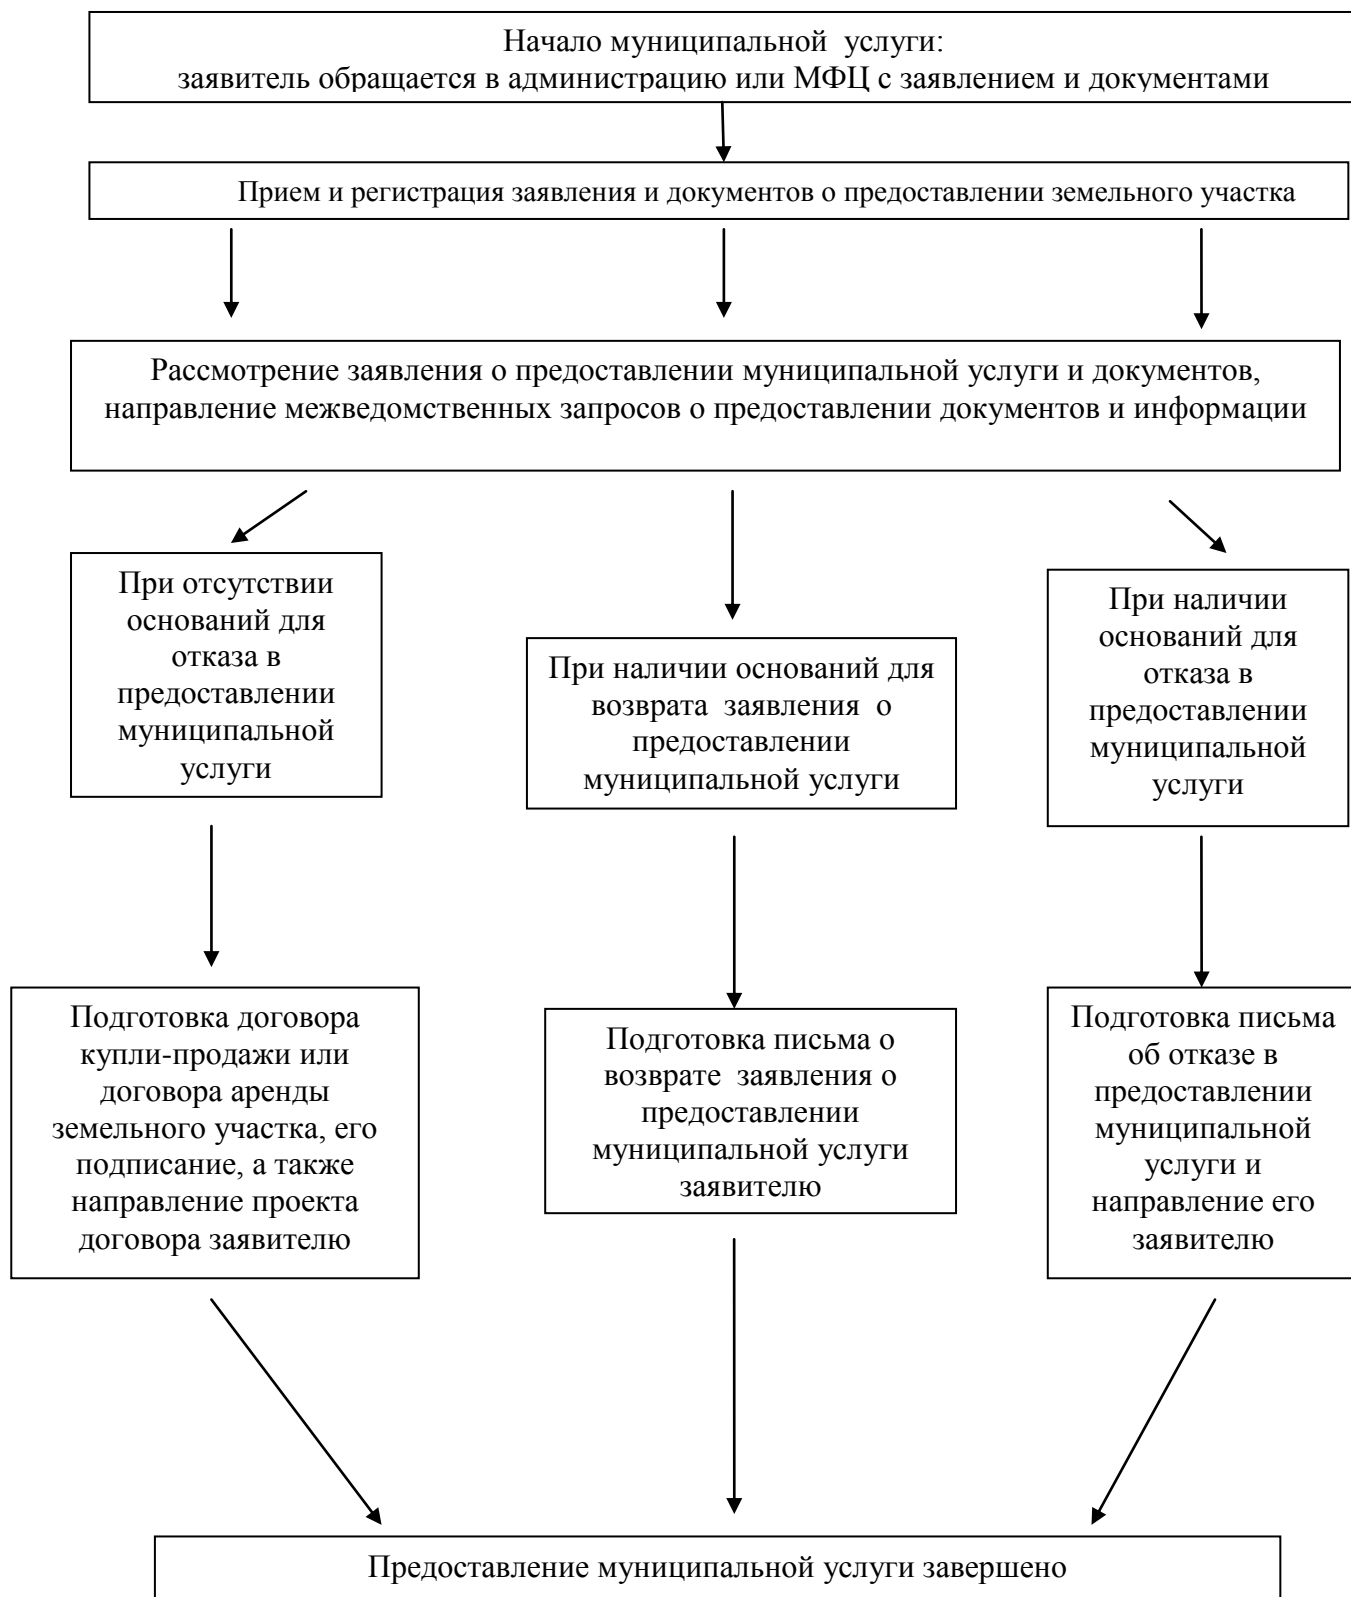 Начало муниципальной услуги:
заявитель обращается в администрацию или МФЦ с заявлением и документами
Прием и регистрация заявления и документов о предоставлении земельного участка
Рассмотрение заявления о предоставлении муниципальной услуги и документов,
направление межведомственных запросов о предоставлении документов и информации
При отсутствии
оснований для
отказа в
предоставлении
муниципальной
услуги
При наличии оснований для
возврата заявления о
предоставлении
муниципальной услуги
При наличии
оснований для
отказа в
предоставлении
муниципальной
услуги
Подготовка договора
купли-продажи или
договора аренды
земельного участка, его
подписание, а также
направление проекта
договора заявителю
Подготовка письма о
возврате заявления о
предоставлении
муниципальной услуги
заявителю
Подготовка письма
об отказе в
предоставлении
муниципальной
услуги и
направление его
заявителю
Предоставление муниципальной услуги завершено